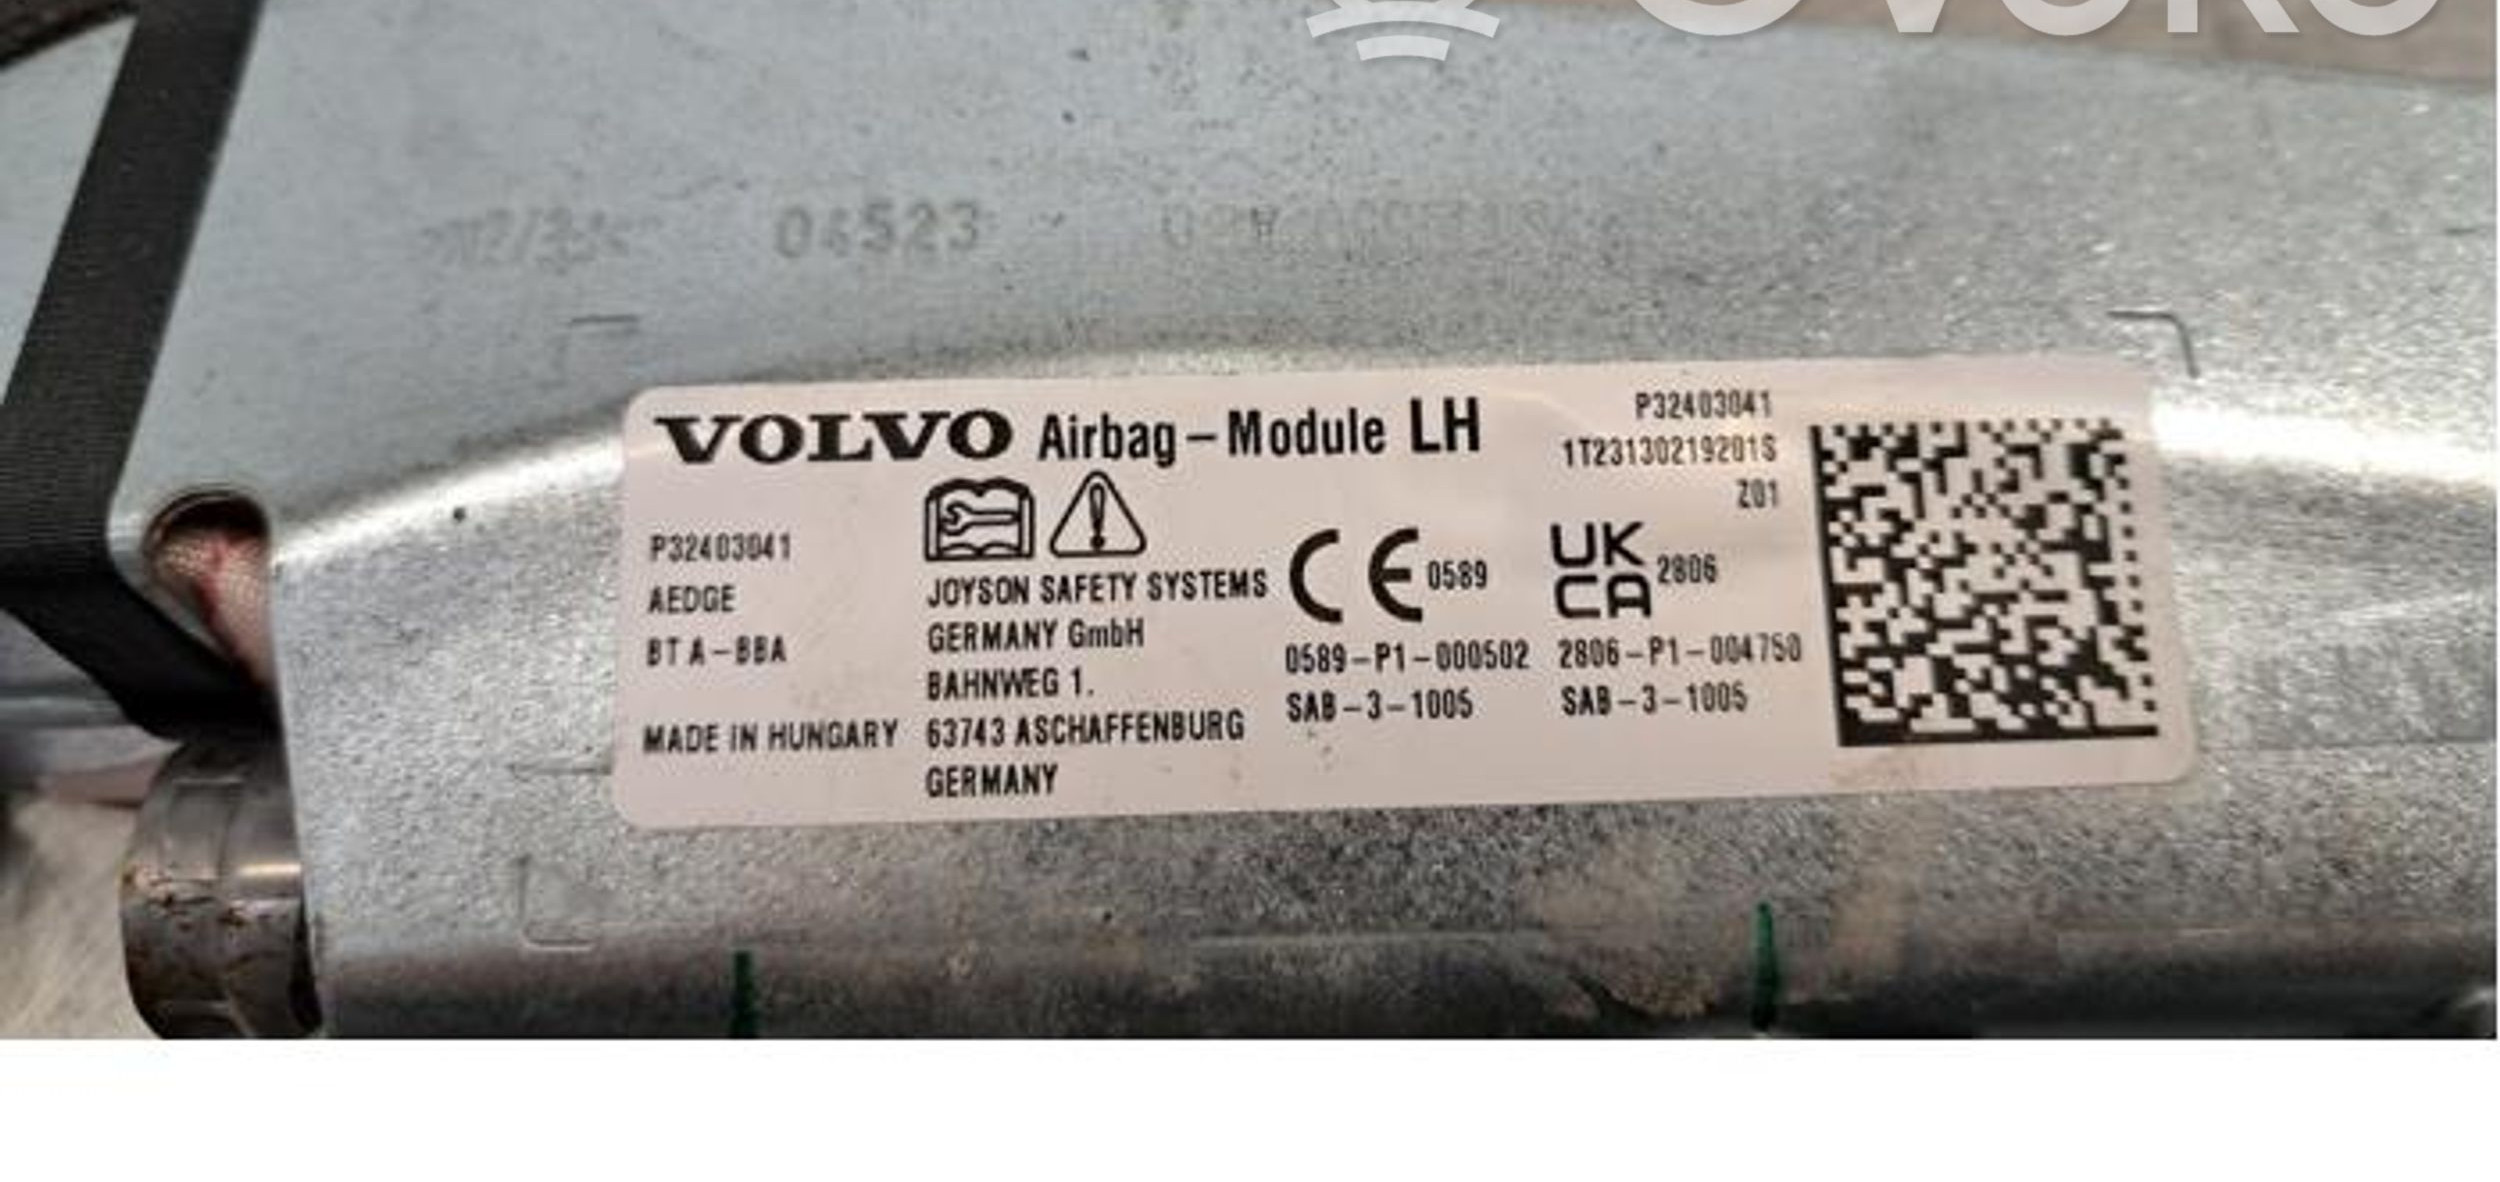 04523
VOLVO Airbag-Module LH
P32403041
1T23130219201S
Z01
P32403041
AEDGE
BT A-BBA
MADE IN HUNGARY
JOYSON SAFETY SYSTEMS
GERMANY GmbH
BAHNWEG 1.
63743 ASCHAFFENBURG
GERMANY
CE 0589
0589-P1-000502
SAB-3-1005
UK
CA 2806
2806-P1-004750
SAB-3-1005